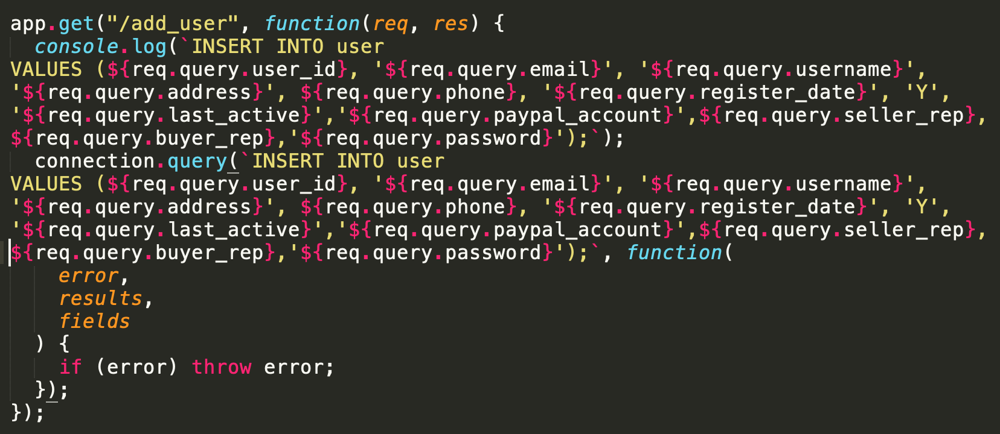 app.get("/add_user", function(req, res) {
  console.log(`INSERT INTO user
VALUES (${req.query.user_id}, '${req.query.email}', '${req.query.username}',
'${req.query.address}', ${req.query.phone}, '${req.query.register_date}', 'Y',
'${req.query.last_active}','${req.query.paypal_account}',${req.query.seller_rep},
${req.query.buyer_rep},'${req.query.password}');`);
  connection.query(`INSERT INTO user
VALUES (${req.query.user_id}, '${req.query.email}', '${req.query.username}',
'${req.query.address}', ${req.query.phone}, '${req.query.register_date}', 'Y',
'${req.query.last_active}','${req.query.paypal_account}',${req.query.seller_rep},
${req.query.buyer_rep},'${req.query.password}');`, function(
    error,
    results,
    fields
  ) {
    if (error) throw error;
  });
});